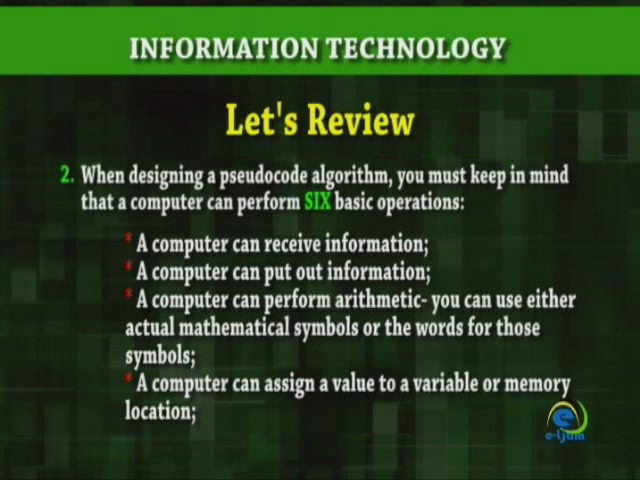 INFORMATION TECHNOLOGY
Let's Review
2. When designing a pseudocode algorithm, you must keep in mind
that a computer can perform SIX basic operations:
* A computer can receive information;
* A computer can put out information;
* A computer can perform arithmetic- you can use either
actual mathematical symbols or the words for those
symbols;
* A computer can assign a value to a variable or memory
location;
e-ljam